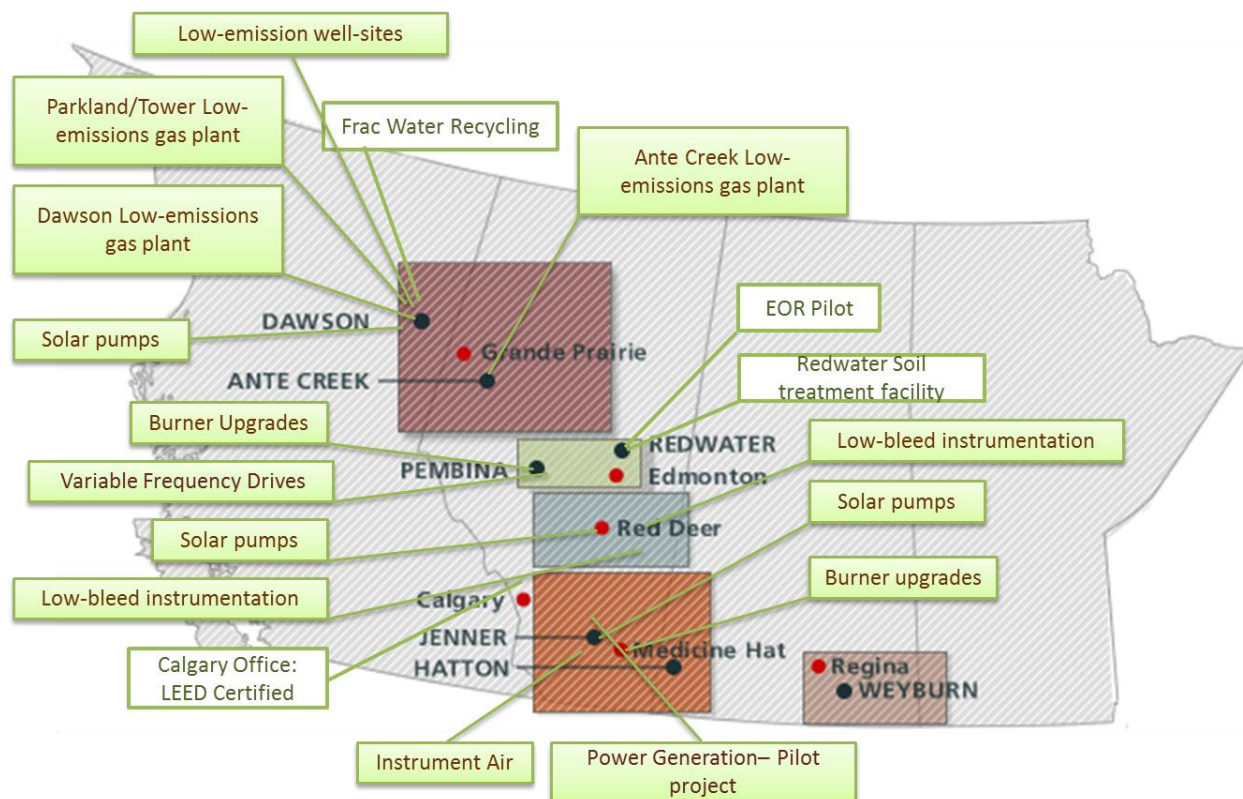 Low-emission well-sites
Parkland/Tower Low-
emissions gas plant
Frac Water Recycling
Ante Creek Low-
emissions gas plant
Dawson Low-emissions
gas plant
EOR Pilot
DAWSON
Solar pumps
Grande Prairie
Redwater Soil
treatment facility
ANTE CREEK
Burner Upgrades
REDWATER
Low-bleed instrumentation
PEMBINA
Edmonton
Variable Frequency Drives
Solar pumps
Red Deer
Solar pumps
Burner upgrades
Low-bleed instrumentation
Calgary
JENNER
Medicine Hat
HATTON
Regina
WEYBURN
Calgary Office:
LEED Certified
Instrument Air
Power Generation– Pilot
project